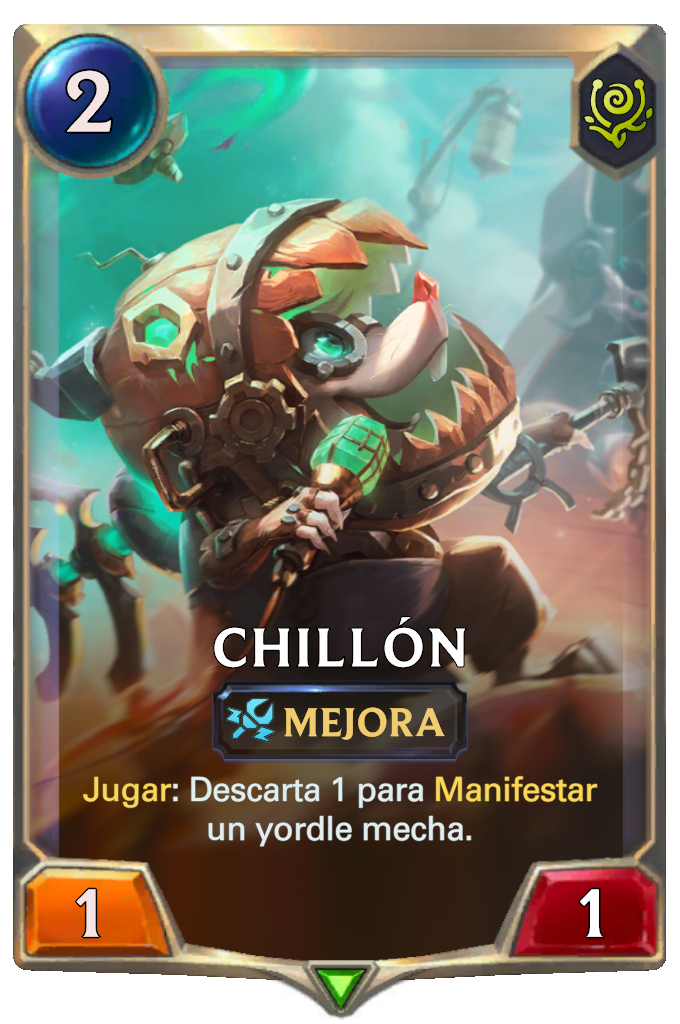 2
CHILLÓN
MEJORA
Jugar: Descarta 1 para Manifestar
un yordle mecha.
1
1